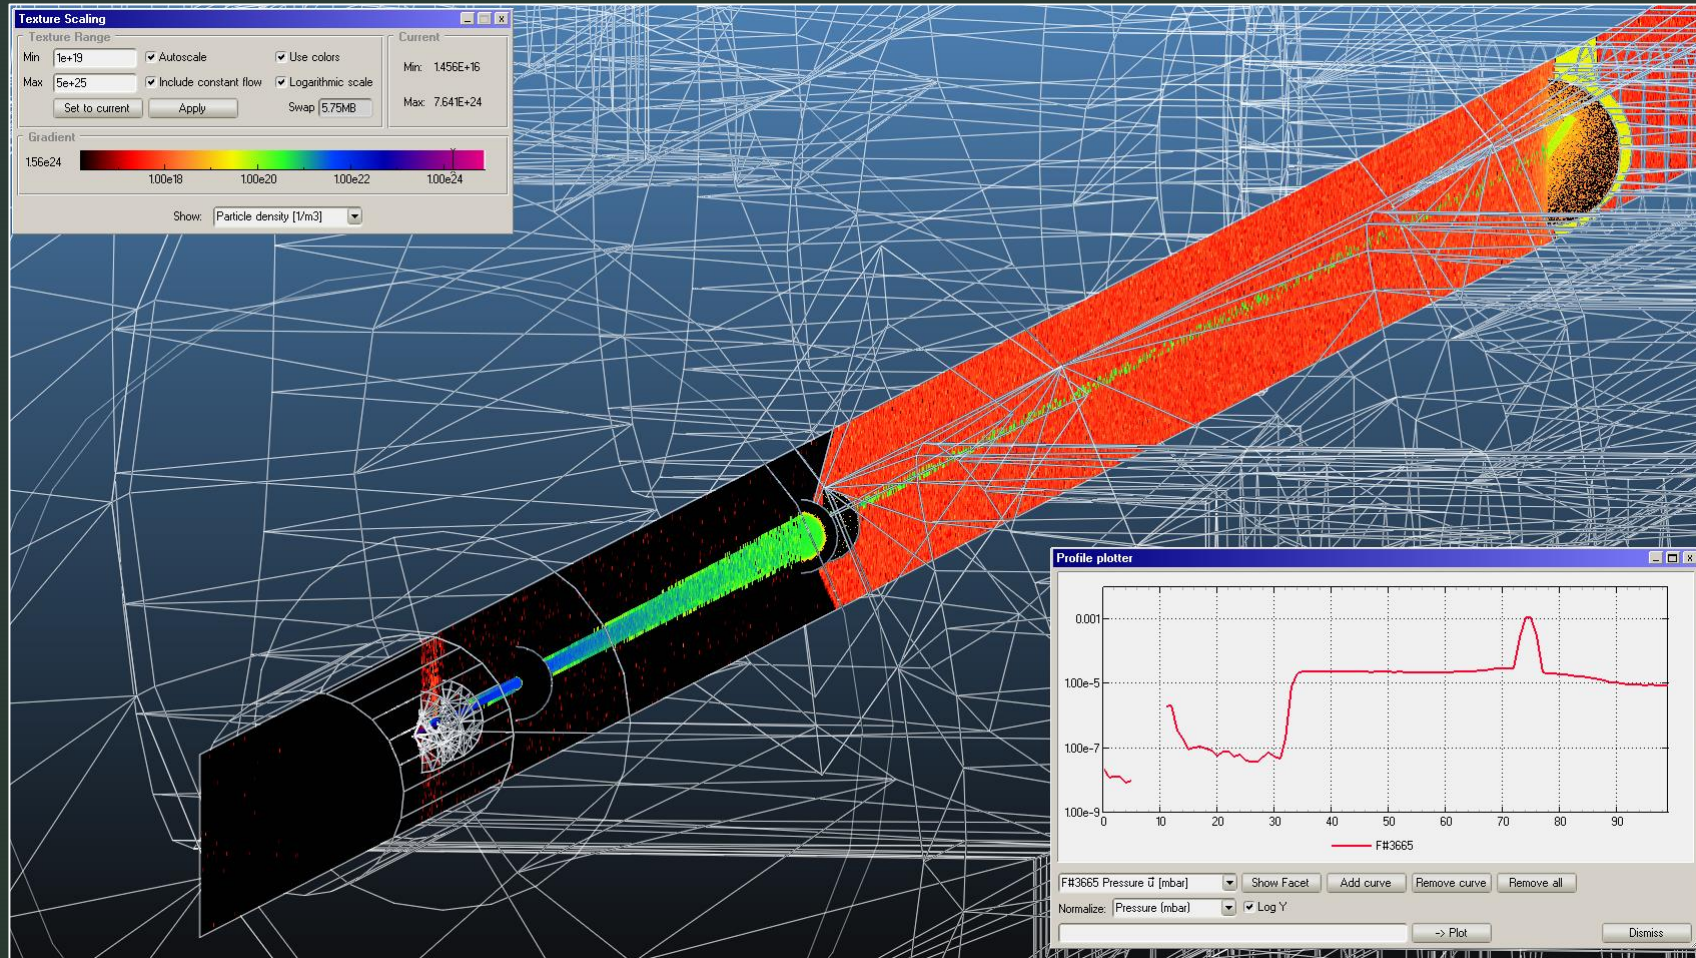 Texture Scaling
Texture Range
Min 1e+19 Autoscale Use colors
Max 5e+25 Include constant flow Logarithmic scale
Set to current Apply Swap 5.75MB
Current
Min: 1.456E+16
Max: 7.641E+24
Gradient
1.56e24
1.00e18 1.00e20 1.00e22 1.00e24
Show: Particle density [1/m3]
Profile plotter
0.001
1.00e-5
1.00e-7
1.00e-9
0 10 20 30 40 50 60 70 80 90
F#3665
Show Facet Add curve Remove curve Remove all
Normalize: Pressure (mbar) Log Y
-> Plot Dismiss